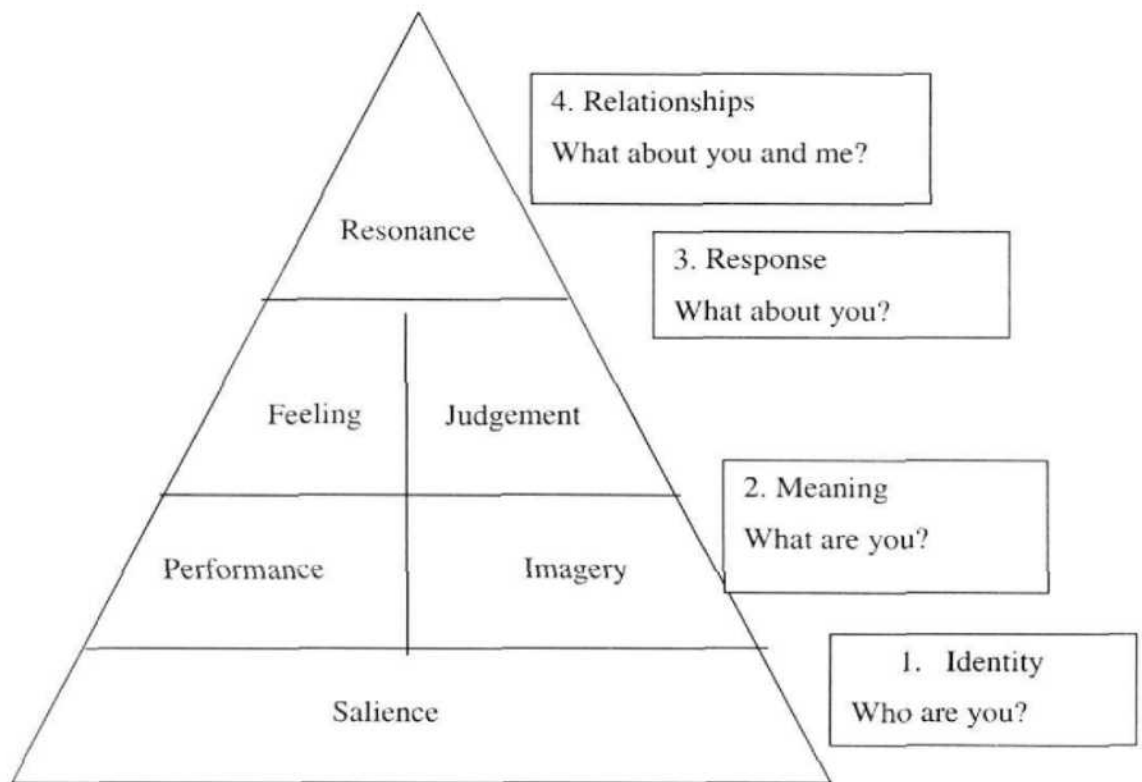 4. Relationships
What about you and me?
Resonance
3. Response
What about you?
Feeling
Judgement
2. Meaning
What are you?
Performance
Imagery
1. Identity
Who are you?
Salience